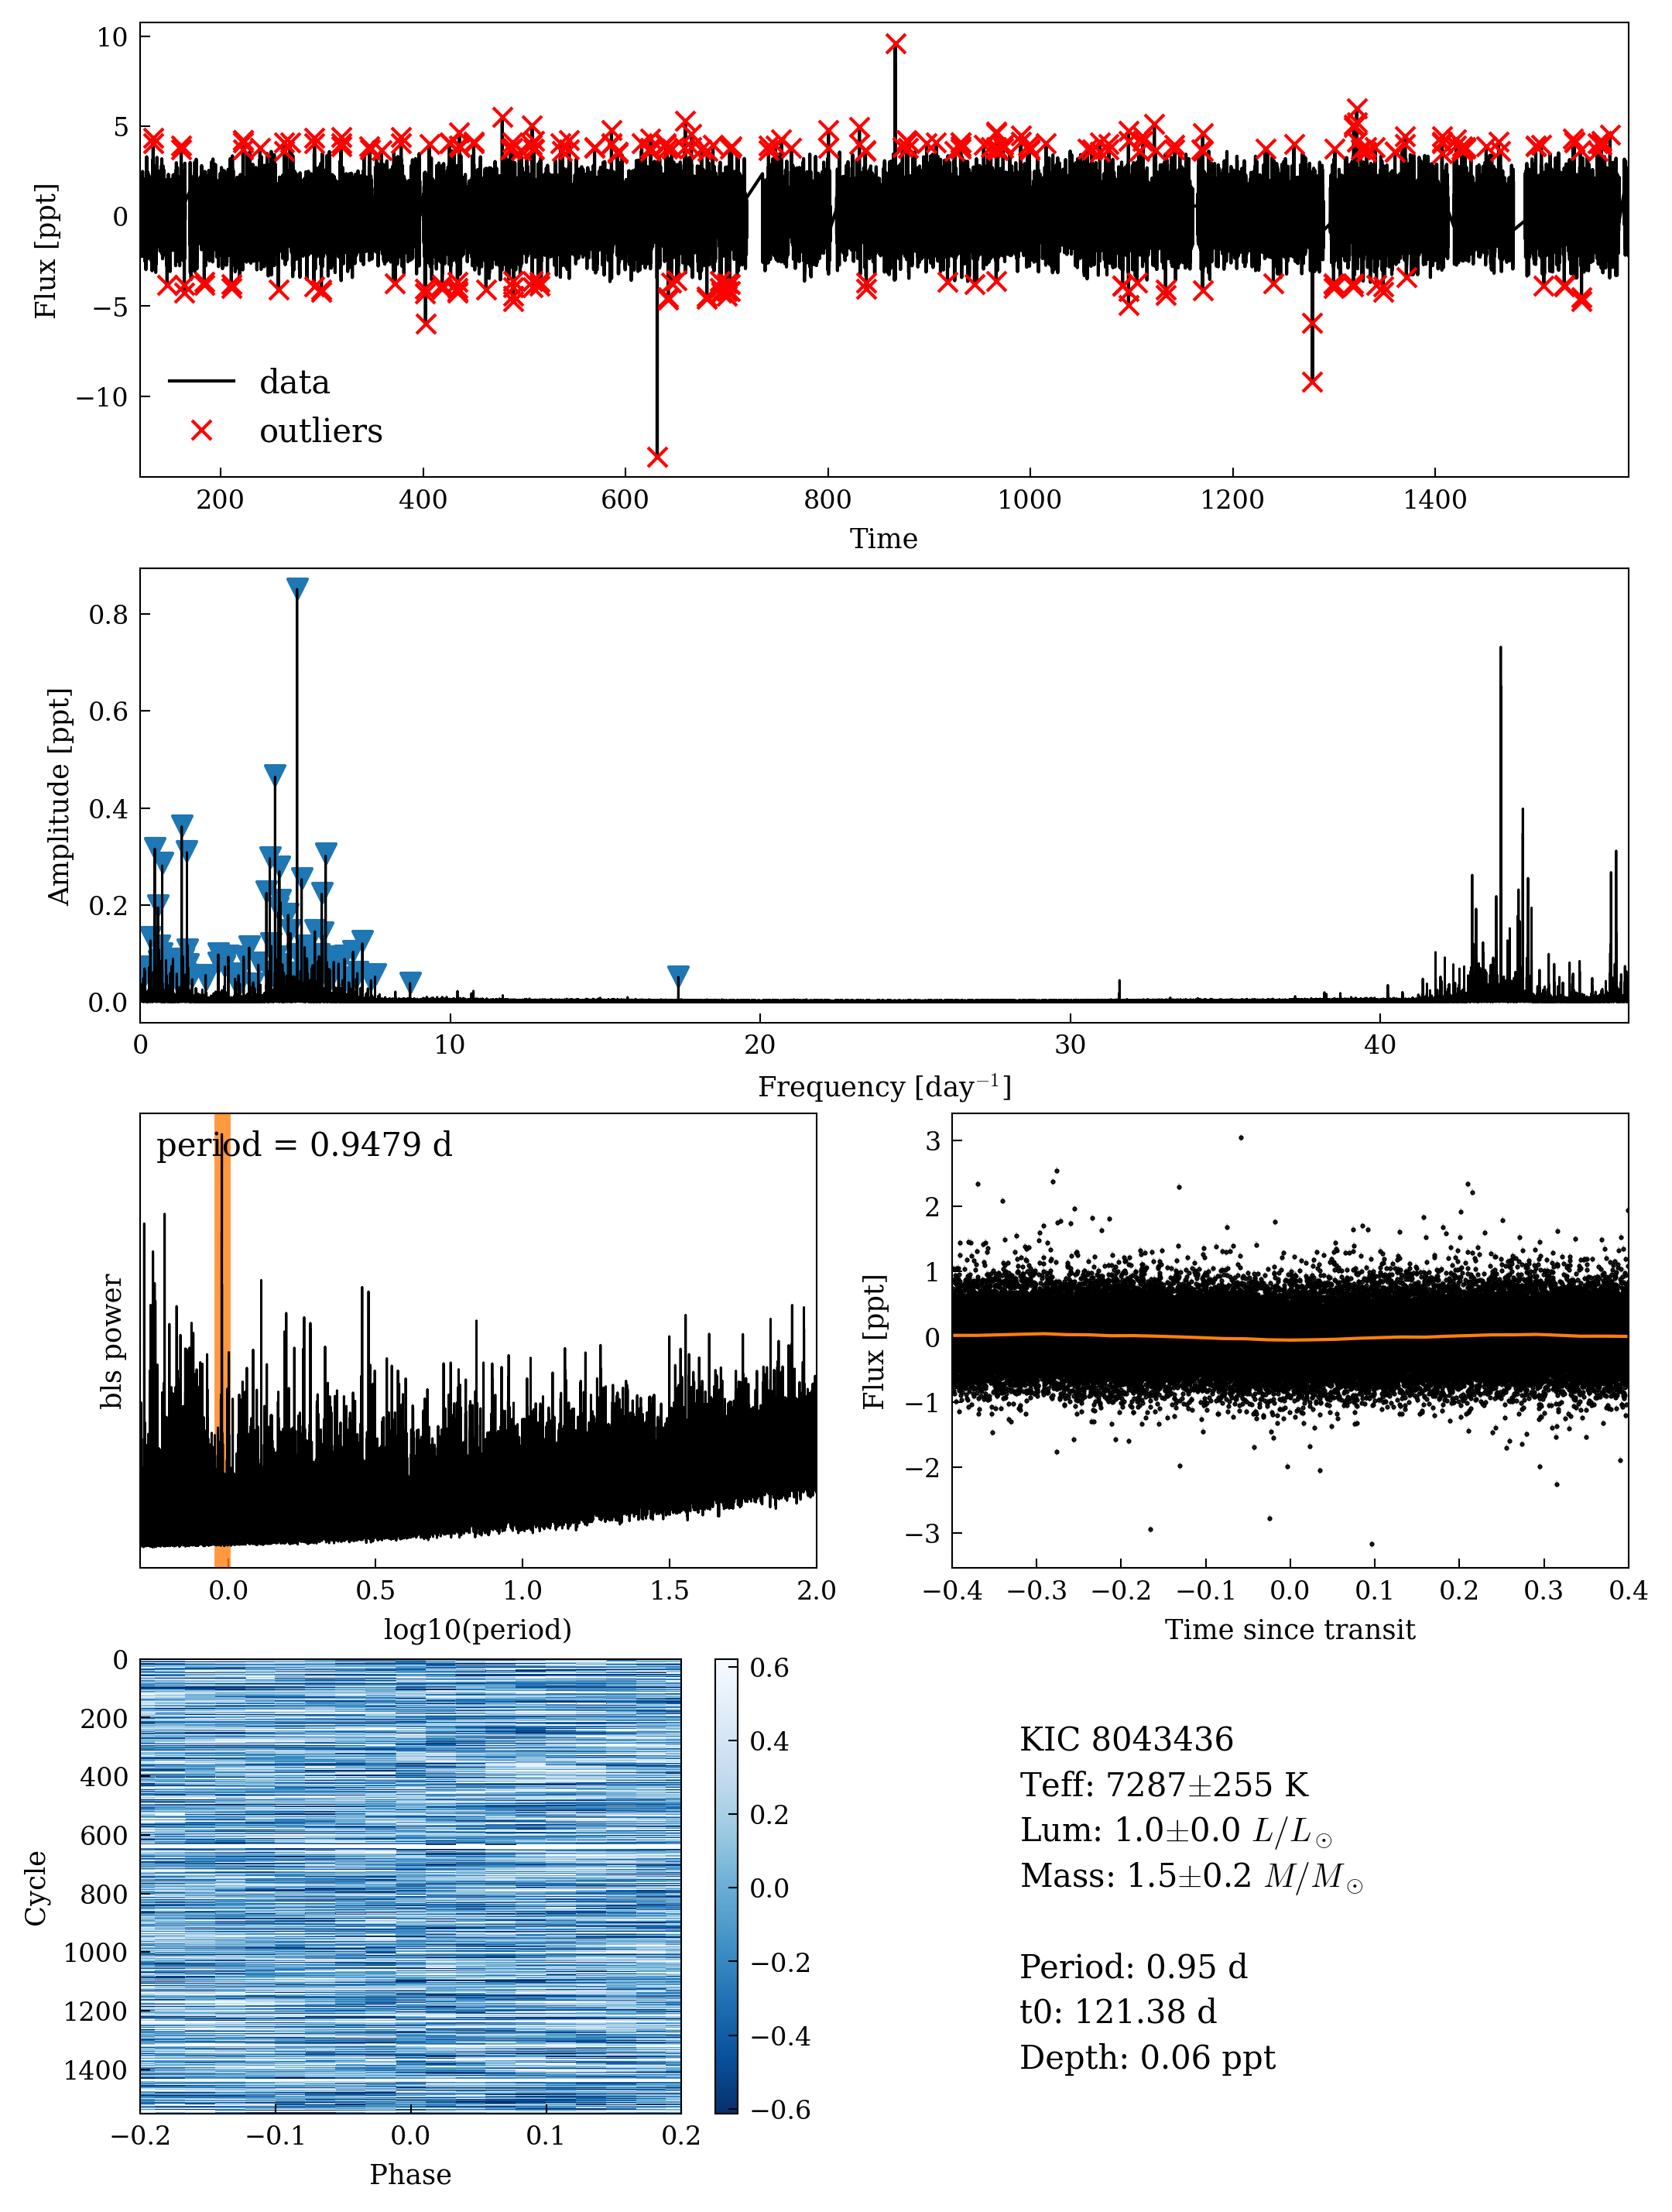 10
5
0
−5
−10
Flux [ppt]
data
outliers
200 400 600 800 1000 1200 1400
Time
0.8
0.6
0.4
0.2
0.0
Amplitude [ppt]
0 10 20 30 40
Frequency [day⁻¹]
period = 0.9479 d
bls power
0.0 0.5 1.0 1.5 2.0
log10(period)
3
2
1
0
−1
−2
−3
Flux [ppt]
−0.4 −0.3 −0.2 −0.1 0.0 0.1 0.2 0.3 0.4
Time since transit
0
200
400
600
800
1000
1200
1400
Cycle
−0.2 −0.1 0.0 0.1 0.2
Phase
0.6
0.4
0.2
0.0
−0.2
−0.4
−0.6
KIC 8043436
Teff: 7287±255 K
Lum: 1.0±0.0 L/L⊙
Mass: 1.5±0.2 M/M⊙
Period: 0.95 d
t0: 121.38 d
Depth: 0.06 ppt